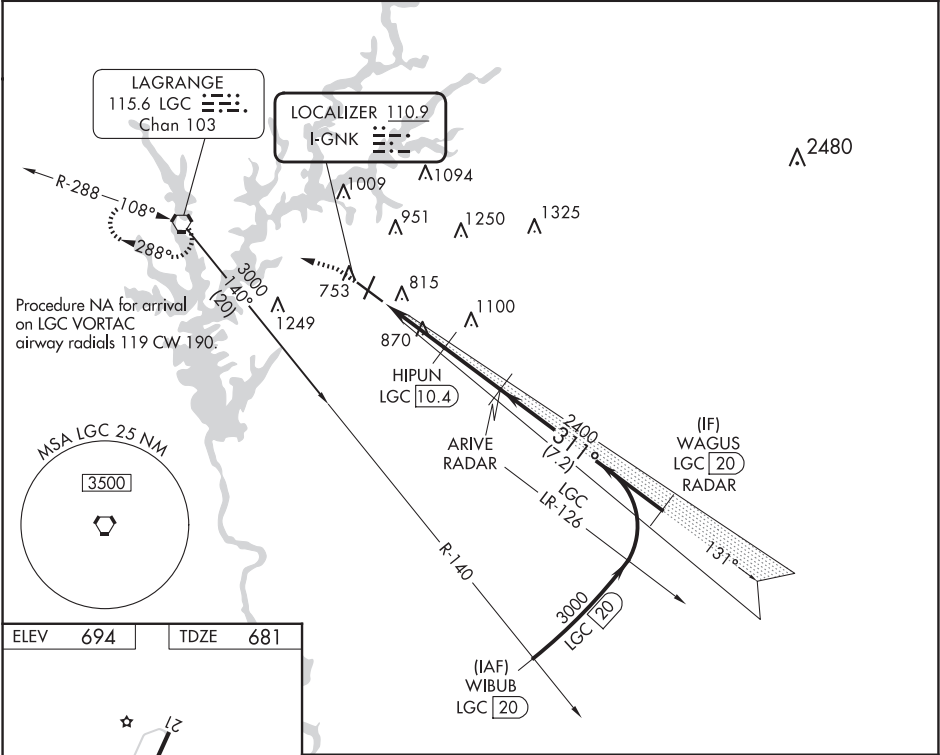 LAGRANGE
115.6 LGC
Chan 103
LOCALIZER 110.9
I-GNK
2480
R-288
108°
288°
1009
1094
951
1250
1325
3000
140°
(20)
753
815
1249
870
1100
Procedure NA for arrival
on LGC VORTAC
airway radials 119 CW 190.
HIPUN
LGC 10.4
ARIVE
RADAR
2400
311°
(7.2)
(IF)
WAGUS
LGC 20
RADAR
LGC
LR-126
131°
MSA LGC 25 NM
3500
R-140
3000
LGC 20
(IAF)
WIBUB
LGC 20
ELEV 694
TDZE 681
21